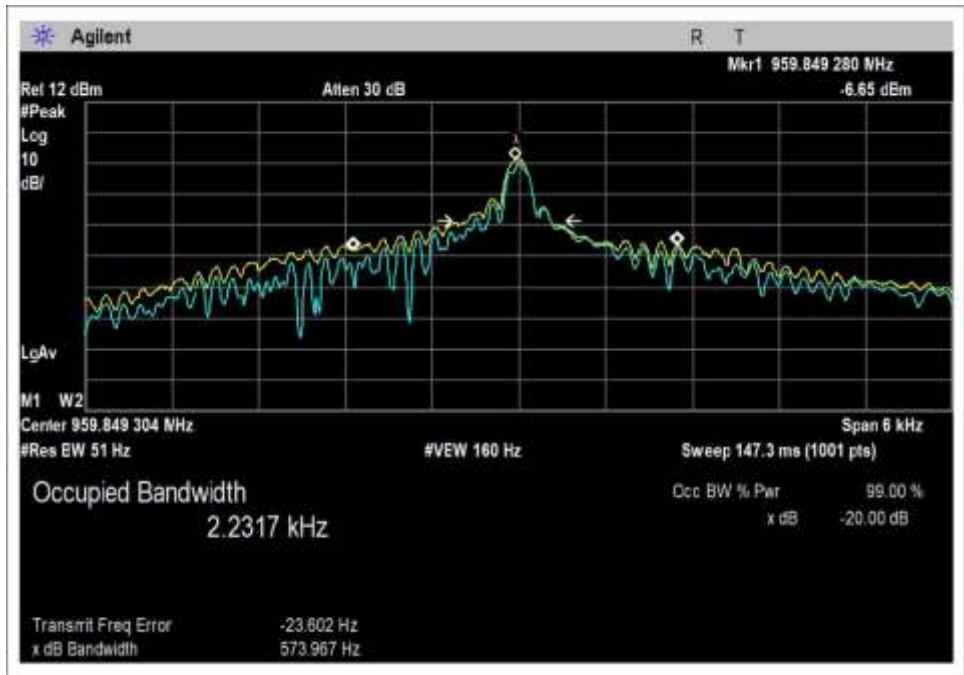 Agilent
R T
Mkr1 959.849 280 MHz
Ref 12 dBm Atten 30 dB -6.65 dBm
#Peak
Log
10
dB/
1
LgAv
M1 W2
Center 959.849 304 MHz Span 6 kHz
#Res BW 51 Hz #VBW 160 Hz Sweep 147.3 ms (1001 pts)
Occupied Bandwidth
2.2317 kHz
Occ BW % Pwr 99.00 %
x dB -20.00 dB
Transmit Freq Error -23.602 Hz
x dB Bandwidth 573.967 Hz